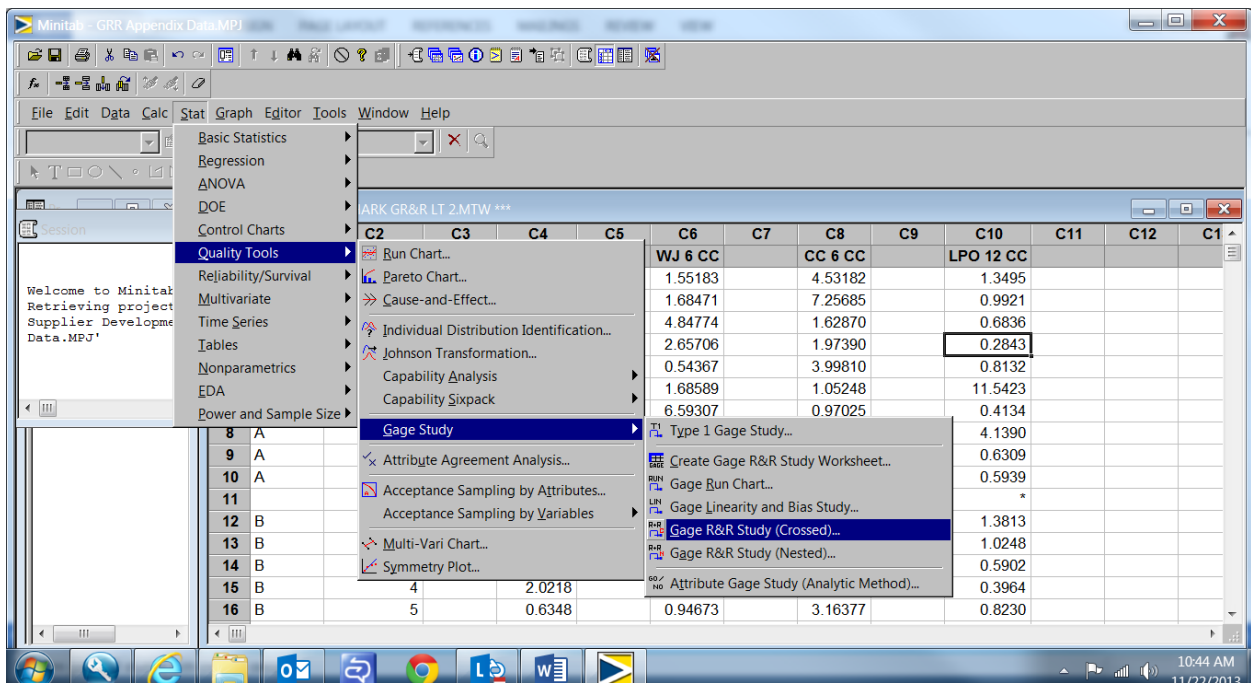 Minitab - GRR Appendix Data.MPJ
PAGE LAYOUT REFERENCES MAILINGS REVIEW VIEW
File Edit Data Calc Stat Graph Editor Tools Window Help
Basic Statistics
Regression
ANOVA
DOE
Control Charts
Quality Tools
Reliability/Survival
Multivariate
Time Series
Tables
Nonparametrics
EDA
Power and Sample Size
Run Chart...
Pareto Chart...
Cause-and-Effect...
Individual Distribution Identification...
Johnson Transformation...
Capability Analysis
Capability Sixpack
Gage Study
Attribute Agreement Analysis...
Acceptance Sampling by Attributes...
Acceptance Sampling by Variables
Multi-Vari Chart...
Symmetry Plot...
Type 1 Gage Study...
Create Gage R&R Study Worksheet...
Gage Run Chart...
Gage Linearity and Bias Study...
Gage R&R Study (Crossed)...
Gage R&R Study (Nested)...
Attribute Gage Study (Analytic Method)...
Session
Welcome to Minitab
Retrieving project
Supplier Developme
Data.MPJ'
ARK GR&R LT 2.MTW ***
C2 C3 C4 C5 C6 C7 C8 C9 C10 C11 C12 C1
WJ 6 CC CC 6 CC LPO 12 CC
1.55183 4.53182 1.3495
1.68471 7.25685 0.9921
4.84774 1.62870 0.6836
2.65706 1.97390 0.2843
0.54367 3.99810 0.8132
1.68589 1.05248 11.5423
6.59307 0.97025 0.4134
8 A 4.1390
9 A 0.6309
10 A 0.5939
11 *
12 B 1.3813
13 B 1.0248
14 B 0.5902
15 B 4 2.0218 0.3964
16 B 5 0.6348 0.94673 3.16377 0.8230
10:44 AM
11/22/2013